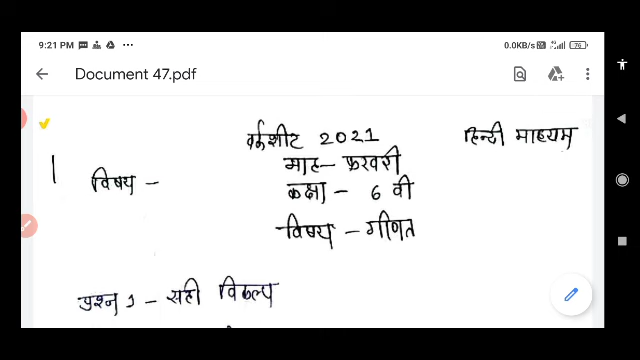 9:21 PM ... 0.0KB/s 76
Document 47.pdf
वर्कशीट 2021 हिन्दी माध्यम
माह- फरवरी
विषय - कक्षा - 6 वी
विषय - गणित
प्रश्न 1 - सही विकल्प